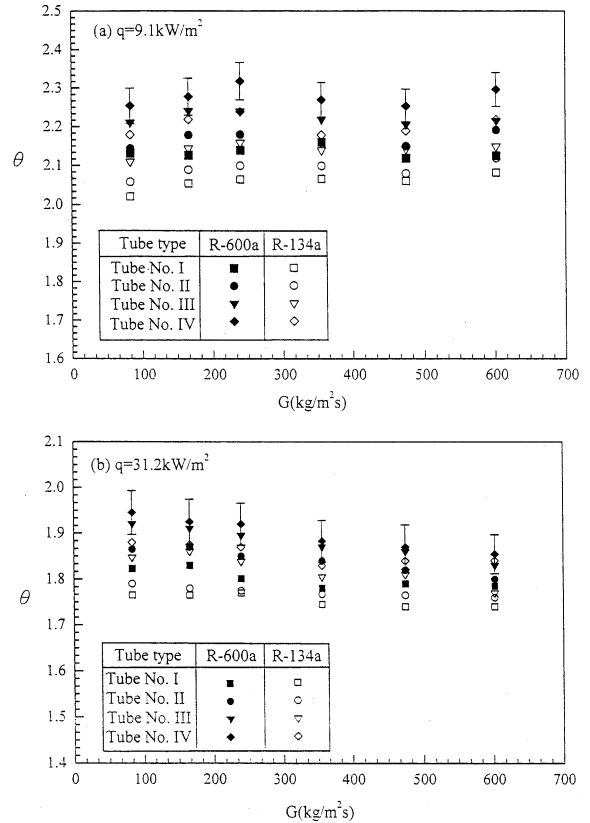 (a) q=9.1kW/m²
2.5
2.4
2.3
2.2
2.1
2.0
1.9
1.8
1.7
1.6
θ
Tube type R-600a R-134a
Tube No. I
Tube No. II
Tube No. III
Tube No. IV
0 100 200 300 400 500 600 700
G(kg/m²s)
(b) q=31.2kW/m²
2.1
2.0
1.9
1.8
1.7
1.6
1.5
1.4
θ
Tube type R-600a R-134a
Tube No. I
Tube No. II
Tube No. III
Tube No. IV
0 100 200 300 400 500 600 700
G(kg/m²s)